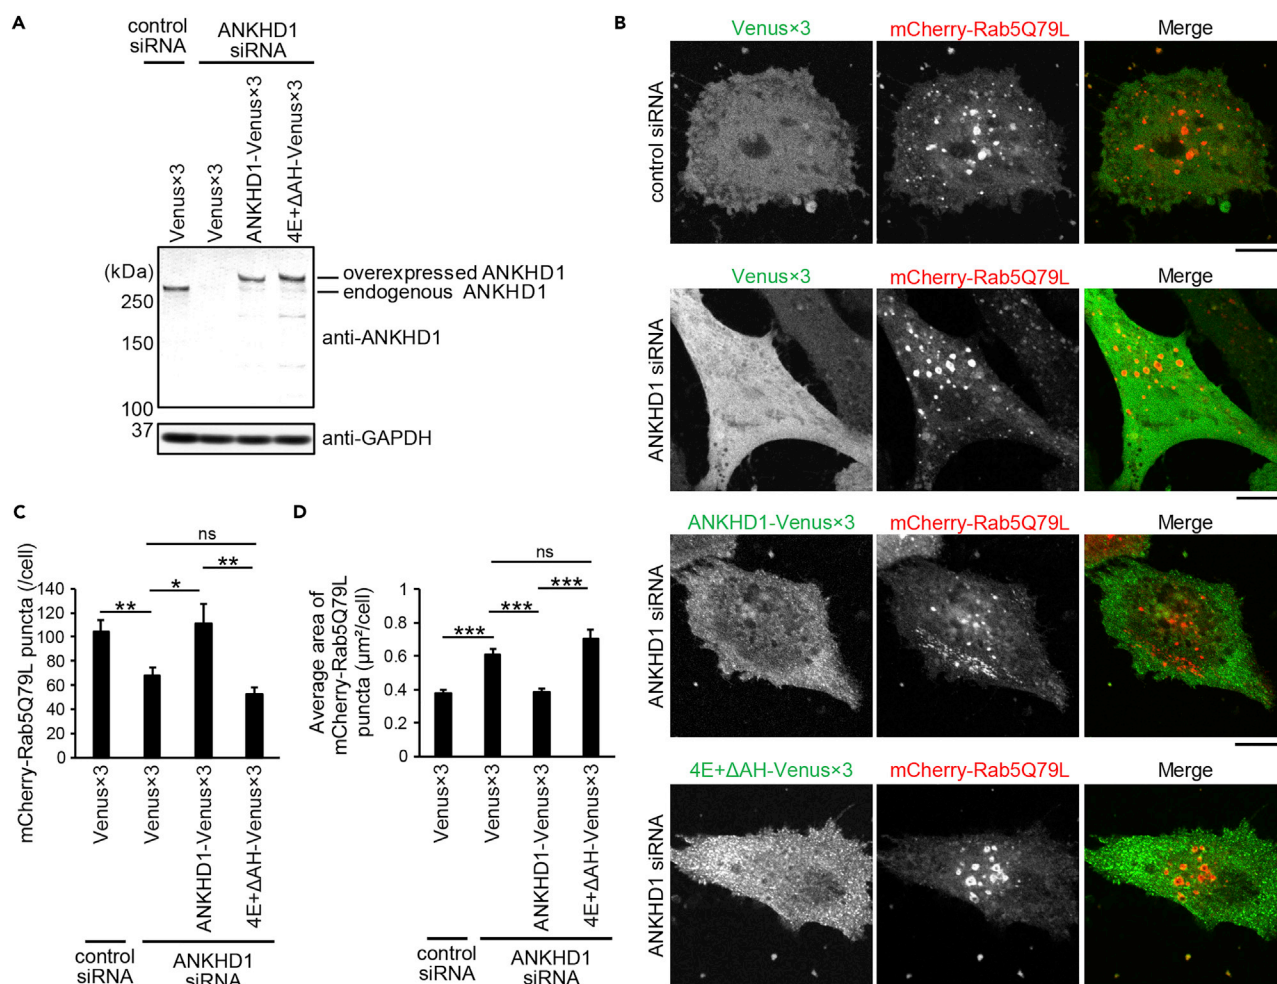 A
control
siRNA
ANKHD1
siRNA
Venus×3
Venus×3
ANKHD1-Venus×3
4E+ΔAH-Venus×3
(kDa)
250
150
100
37
overexpressed ANKHD1
endogenous ANKHD1
anti-ANKHD1
anti-GAPDH
B
Venus×3
mCherry-Rab5Q79L
Merge
control siRNA
Venus×3
mCherry-Rab5Q79L
Merge
ANKHD1 siRNA
ANKHD1-Venus×3
mCherry-Rab5Q79L
Merge
ANKHD1 siRNA
4E+ΔAH-Venus×3
mCherry-Rab5Q79L
Merge
ANKHD1 siRNA
C
mCherry-Rab5Q79L puncta (/cell)
140
120
100
80
60
40
20
0
**
*
**
ns
Venus×3
Venus×3
ANKHD1-Venus×3
4E+ΔAH-Venus×3
control
siRNA
ANKHD1
siRNA
D
Average area of
mCherry-Rab5Q79L
puncta (μm²/cell)
1
0.8
0.6
0.4
0.2
0
***
***
***
ns
Venus×3
Venus×3
ANKHD1-Venus×3
4E+ΔAH-Venus×3
control
siRNA
ANKHD1
siRNA